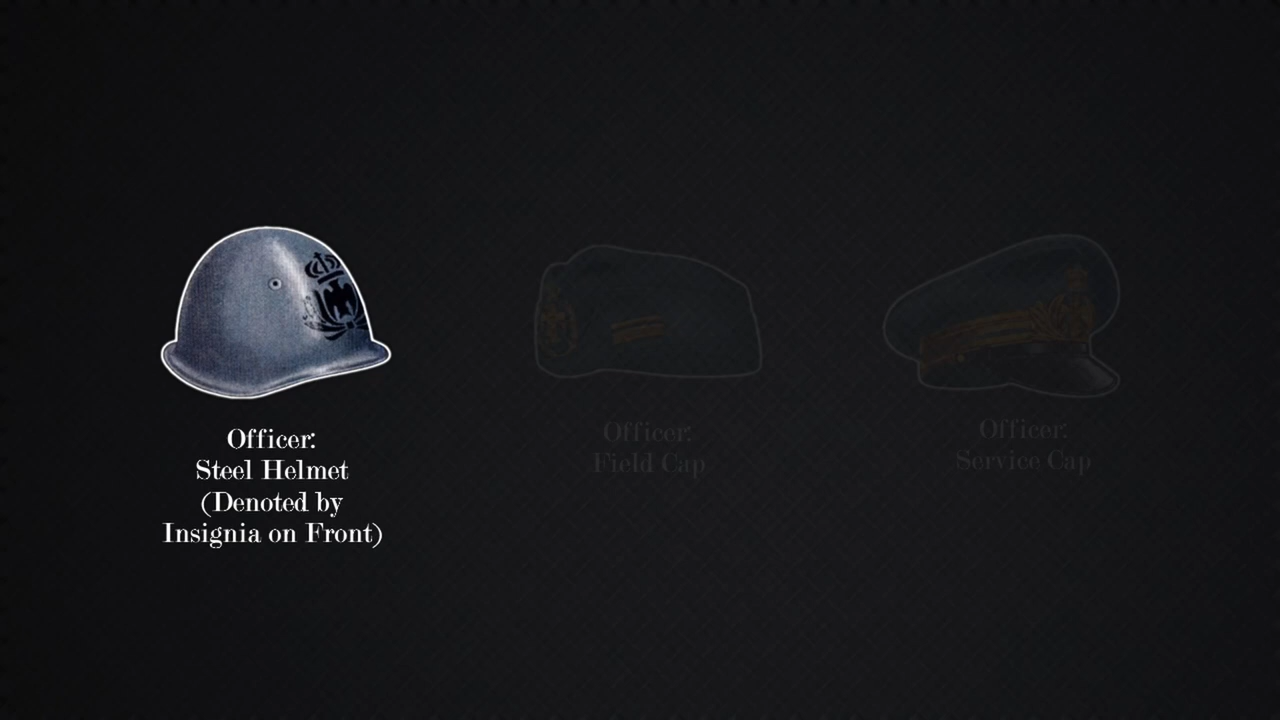 Officer:
Steel Helmet
(Denoted by
Insignia on Front)
Officer:
Field Cap
Officer:
Service Cap